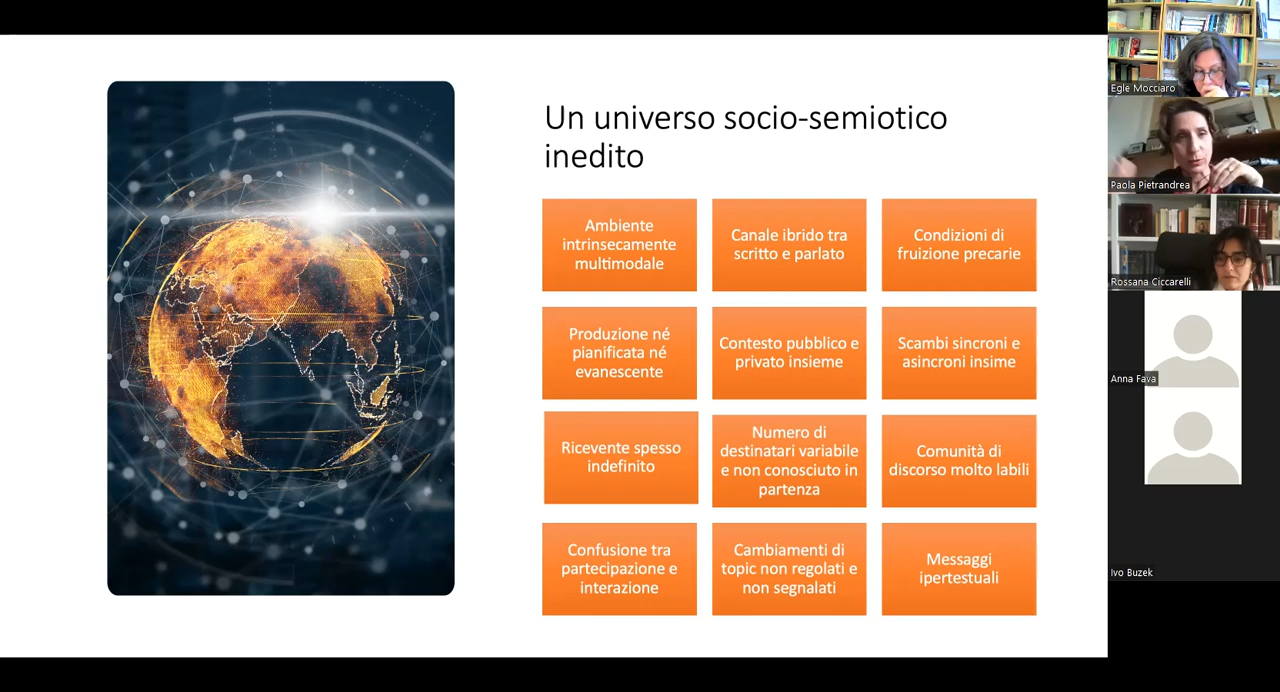 Un universo socio-semiotico
inedito
Ambiente
intrinsecamente
multimodale
Canale ibrido tra
scritto e parlato
Condizioni di
fruizione precarie
Produzione né
pianificata né
evanescente
Contesto pubblico e
privato insieme
Scambi sincroni e
asincroni insime
Ricevente spesso
indefinito
Numero di
destinatari variabile
e non conosciuto in
partenza
Comunità di
discorso molto labili
Confusione tra
partecipazione e
interazione
Cambiamenti di
topic non regolati e
non segnalati
Messaggi
ipertestuali
Egle Mocciaro
Paola Pietrandrea
Rossana Ciccarelli
Anna Fava
Ivo Buzek